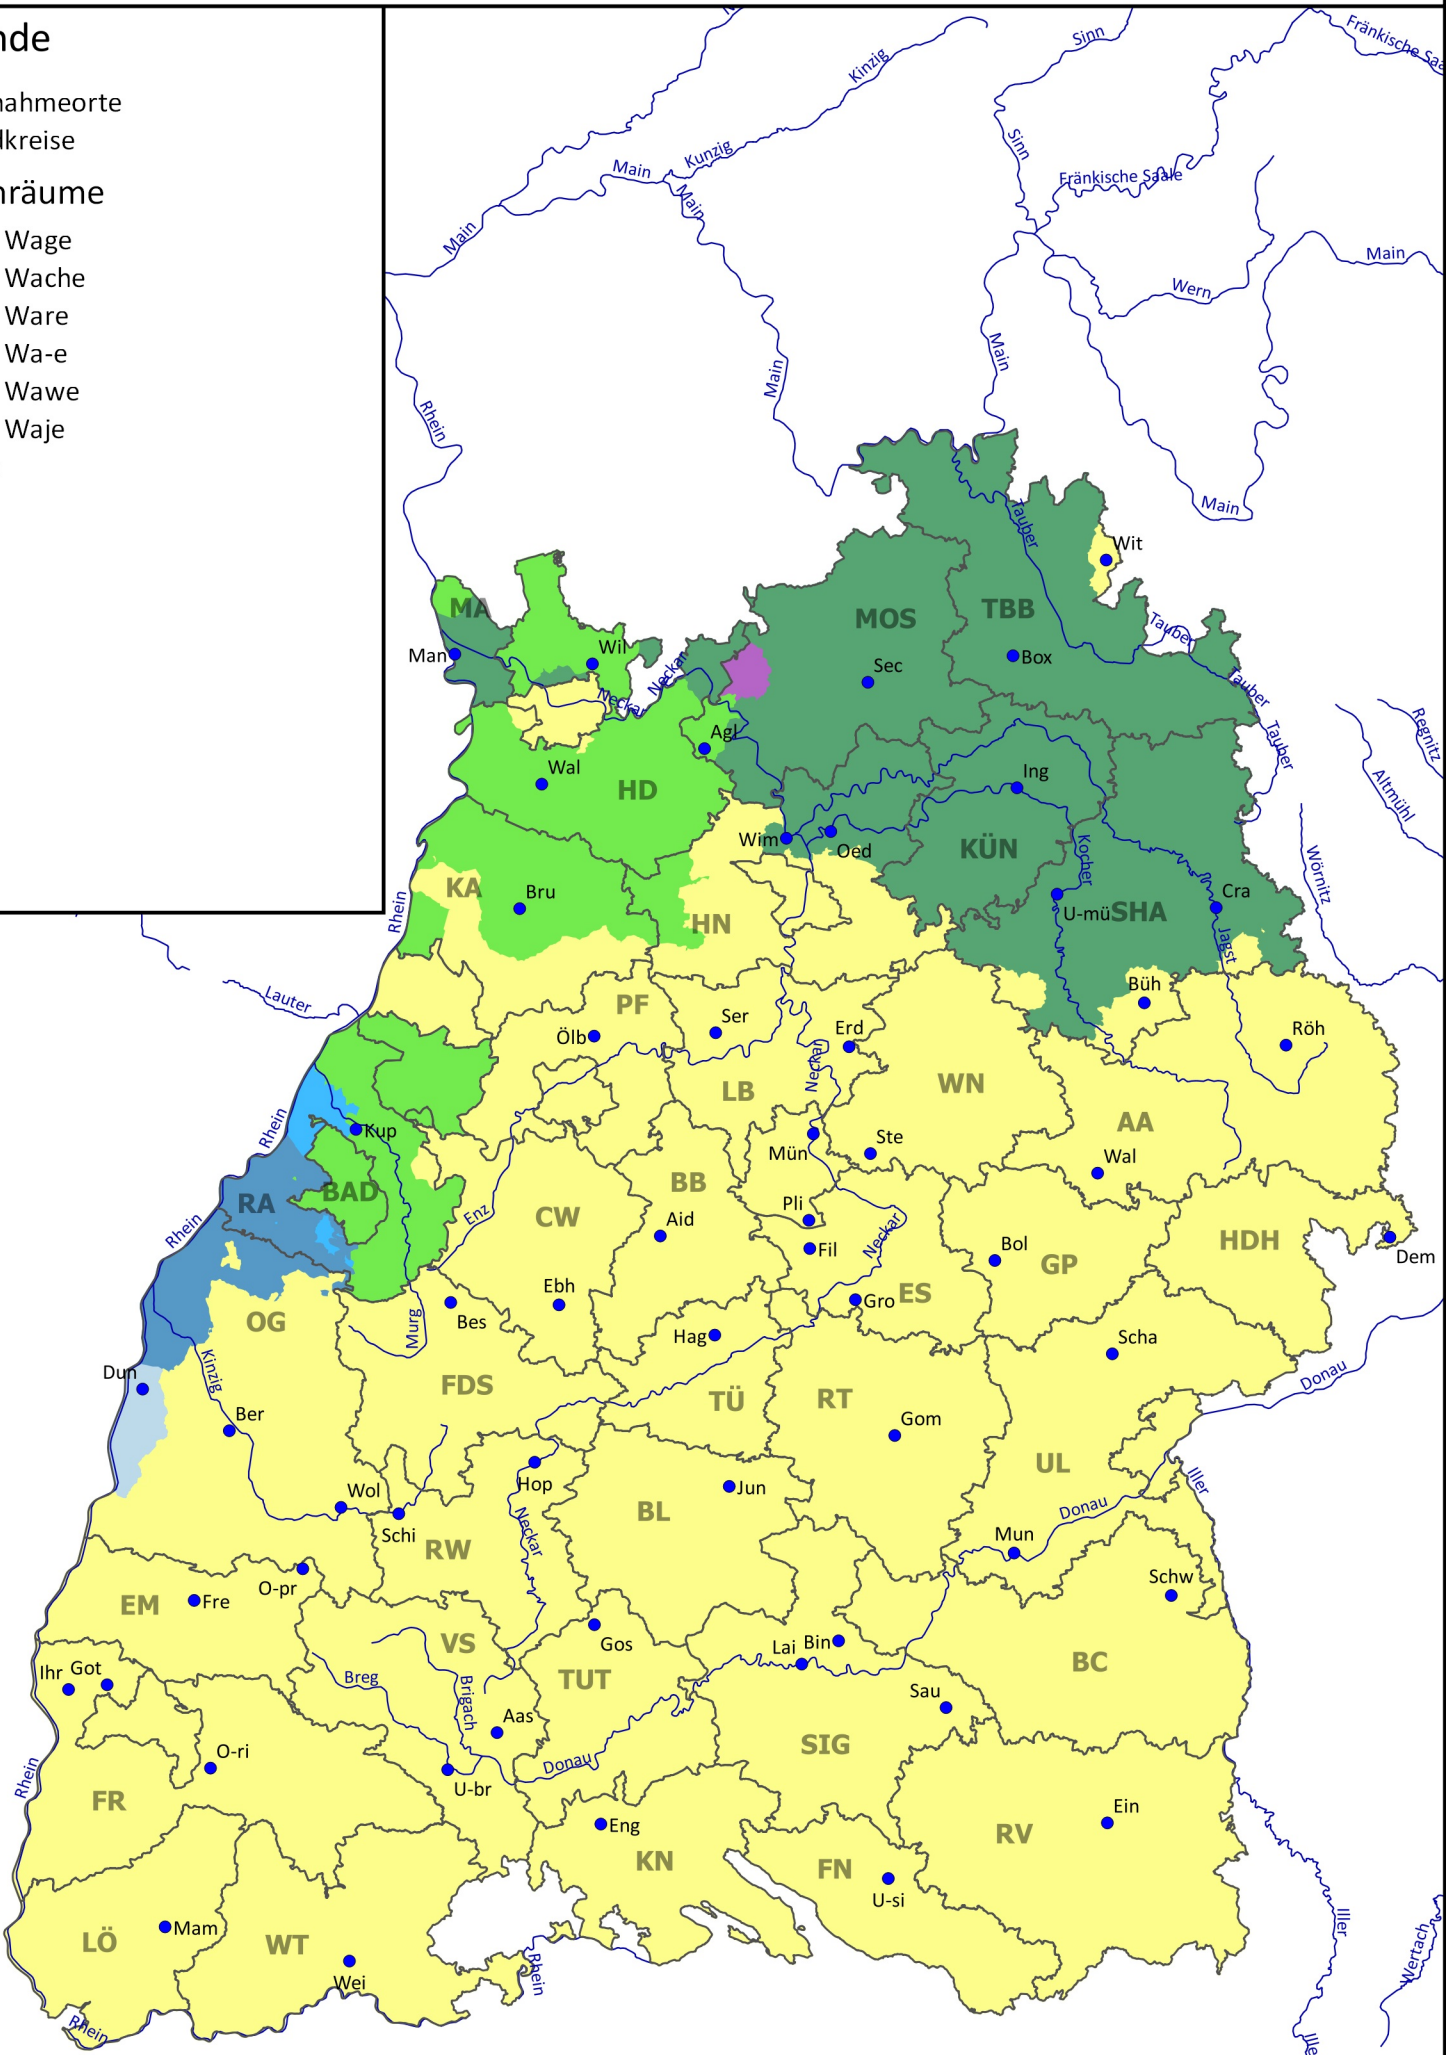 nde
nahmeorte
dkreise
nräume
Wage
Wache
Ware
Wa-e
Wawe
Waje
Kinzig
Sinn
Fränkische Saa
Kunzig
Main
Sinn
Main
Fränkische Saale
Main
Main
Wern
Main
Main
Rhein
Main
Main
Tauber
Wit
MA
MOS
TBB
Tauber
Man
Wil
Neckar
Sec
Box
Neckar
Tauber
Regnitz
Agl
Tauber
Wal
HD
Ing
Altmühl
Wim
Oed
KÜN
Kocher
Wörnitz
KA
Bru
Rhein
HN
U-mü
SHA
Cra
Jagst
Büh
Lauter
PF
Ölb
Ser
Erd
Röh
Neckar
LB
WN
Rhein
Kup
Mün
Ste
AA
Wal
RA
BAD
BB
Rhein
Enz
CW
Aid
Pli
Fil
Neckar
Bol
GP
HDH
Dem
OG
Murg
Bes
Ebh
Hag
Gro
ES
Scha
Kinzig
Dun
FDS
TÜ
RT
Donau
Ber
Gom
Wol
Schi
Hop
Jun
UL
Iller
BL
Donau
RW
Neckar
Mun
O-pr
Schw
EM
Fre
VS
Gos
Lai
Bin
BC
Ihr
Got
Breg
Brigach
TUT
Sau
Aas
O-ri
SIG
Rhein
U-br
Donau
FR
Eng
Ein
RV
KN
FN
U-si
Mam
LÖ
WT
Iller
Wei
Rhein
Wertach
Rhein
Ille